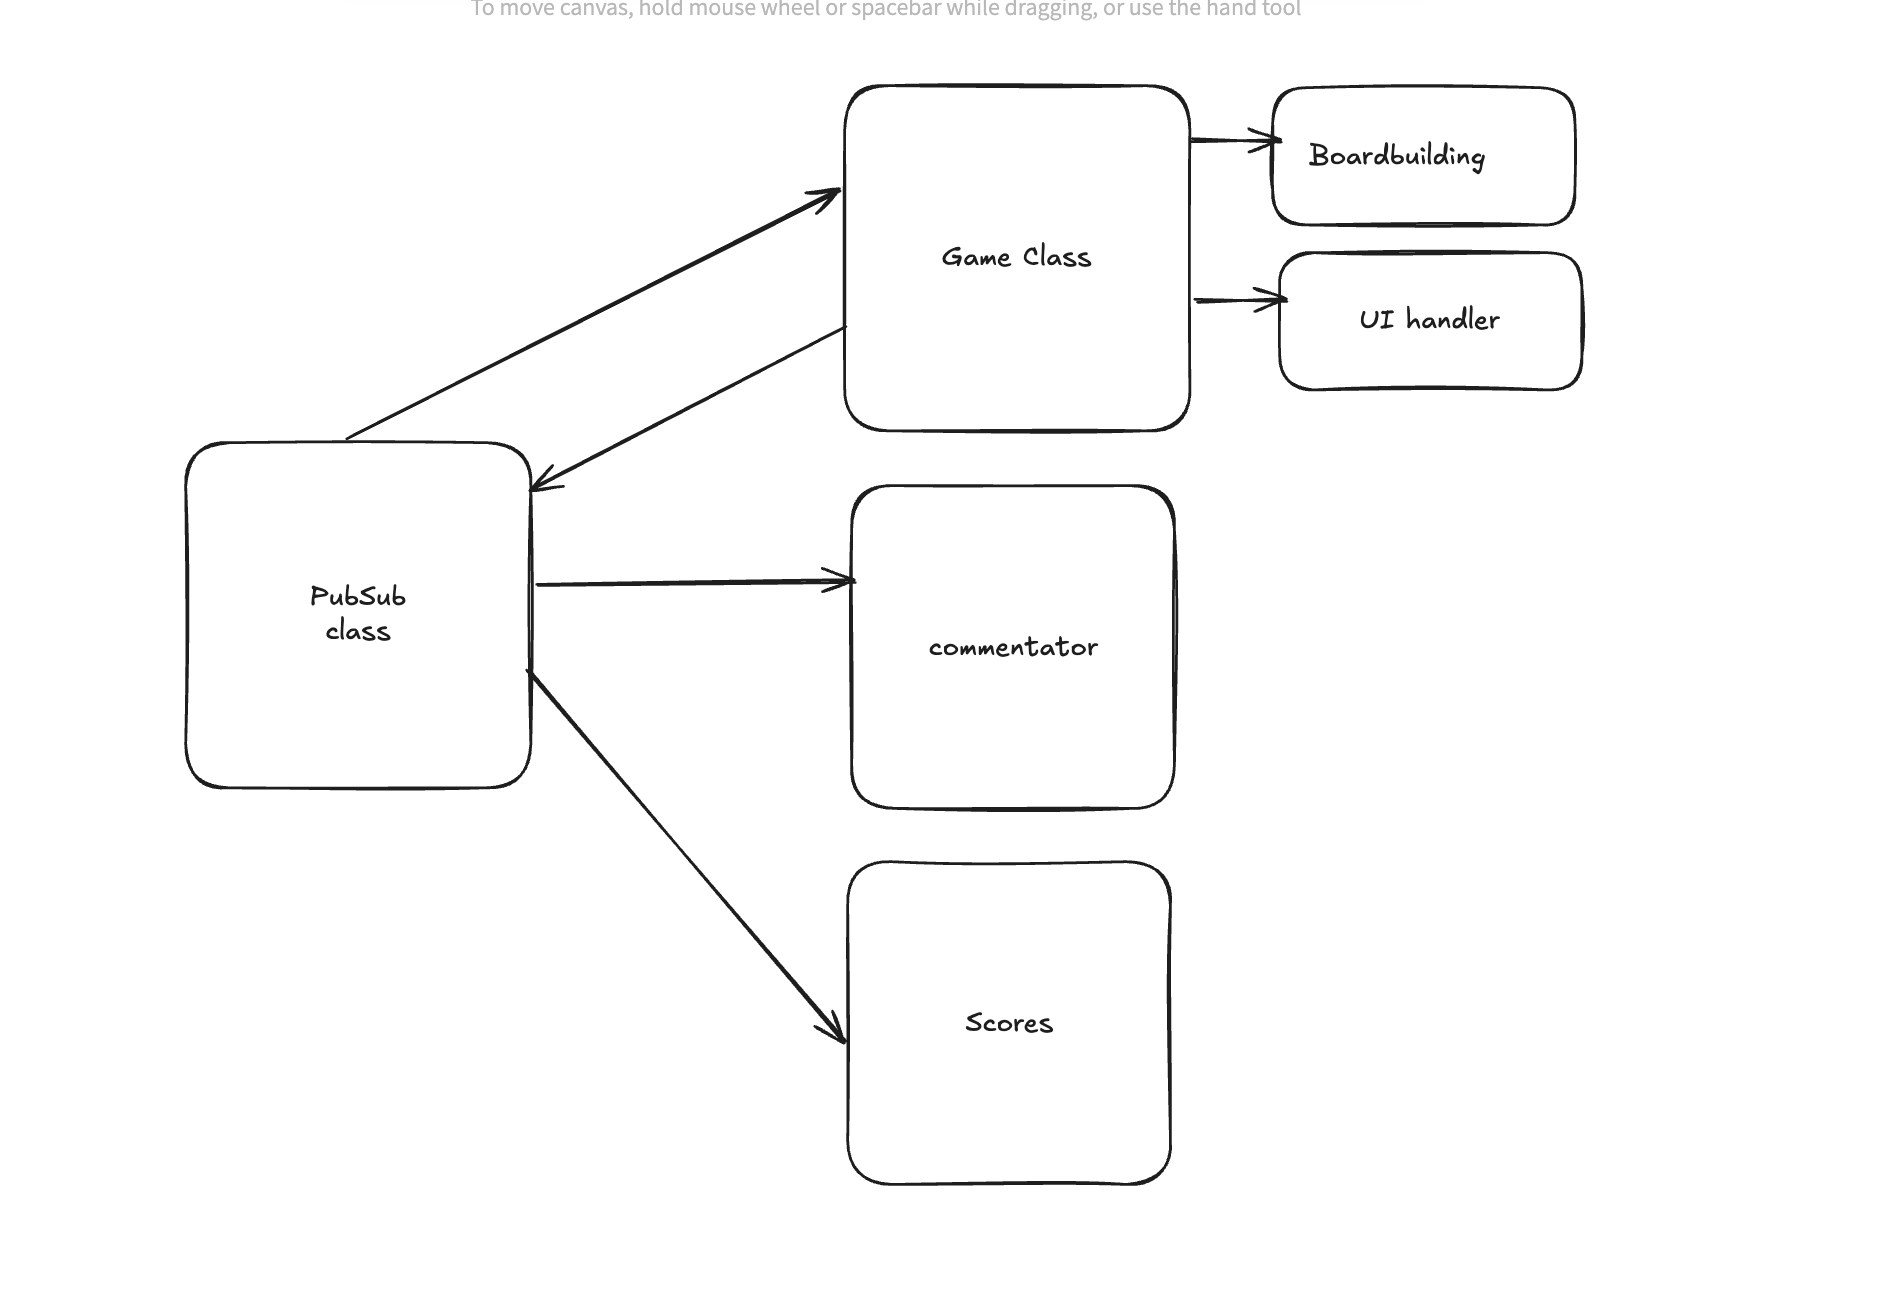 To move canvas, hold mouse wheel or spacebar while dragging, or use the hand tool
Boardbuilding
Game Class
UI handler
PubSub
class
commentator
Scores